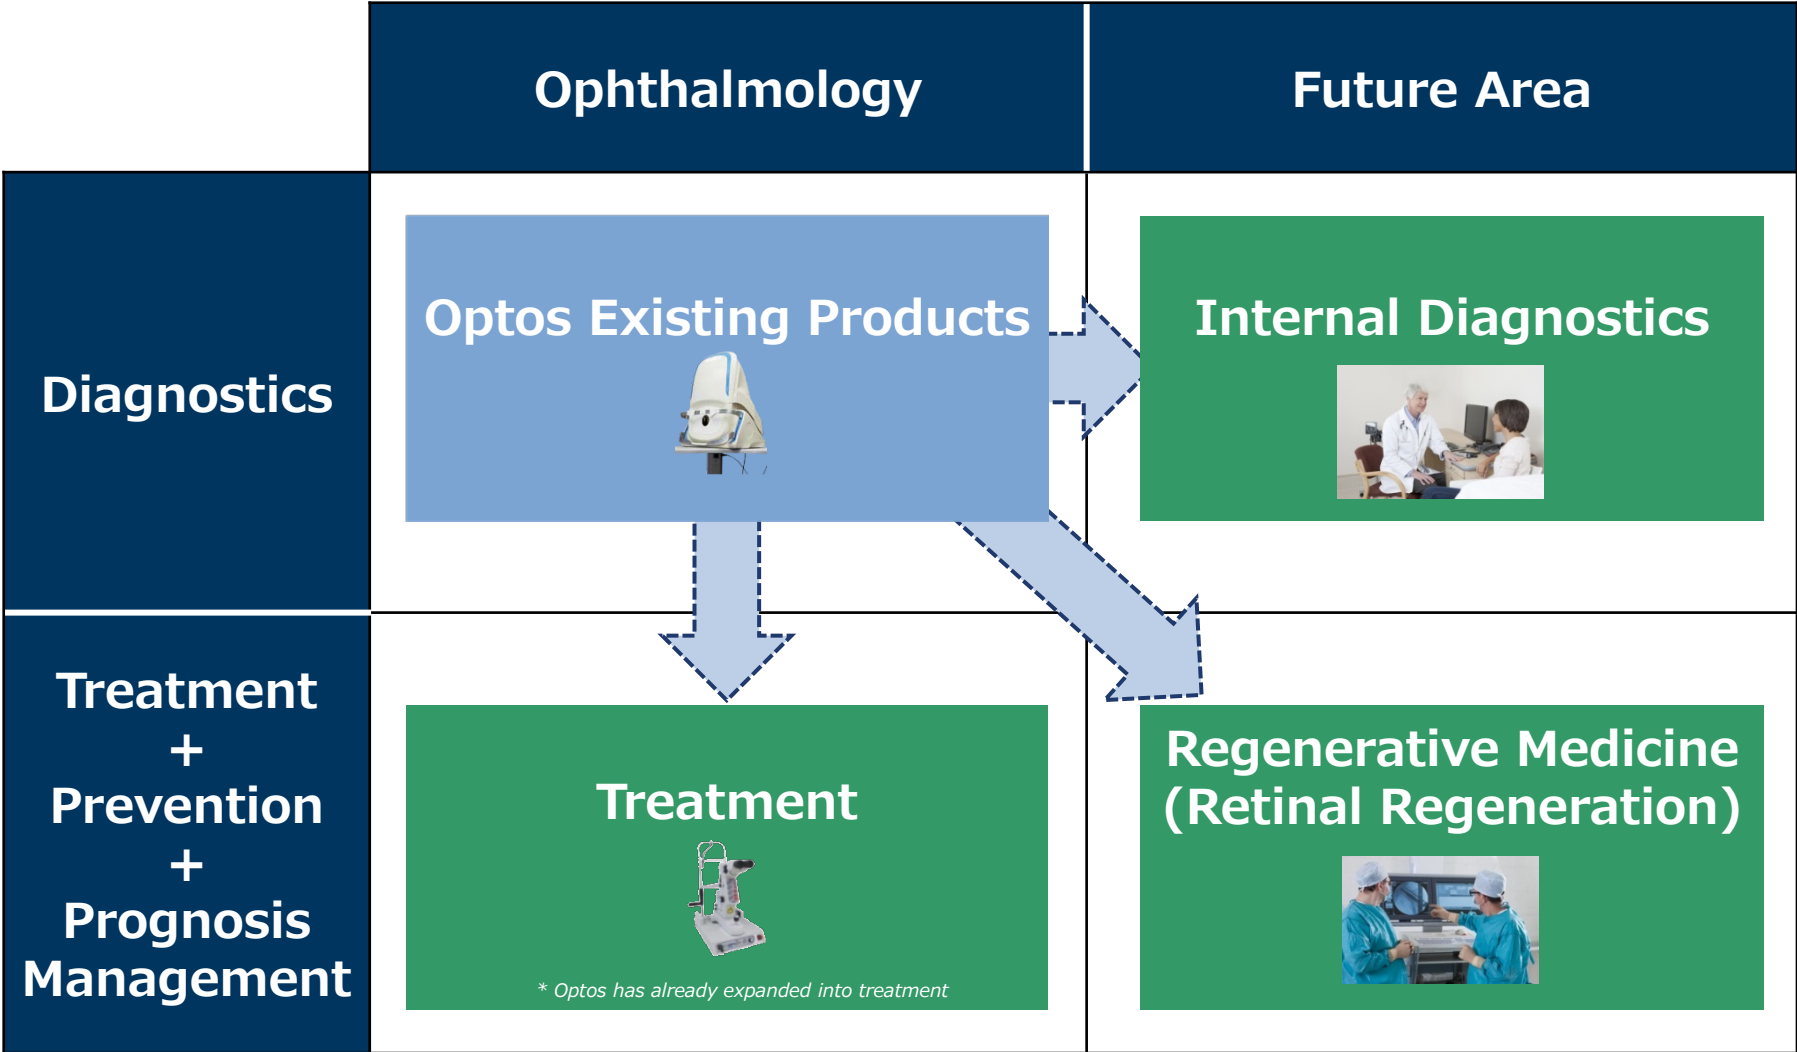 Ophthalmology
Future Area
Diagnostics
Optos Existing Products
Internal Diagnostics
Treatment
+
Prevention
+
Prognosis
Management
Treatment
* Optos has already expanded into treatment
Regenerative Medicine
(Retinal Regeneration)